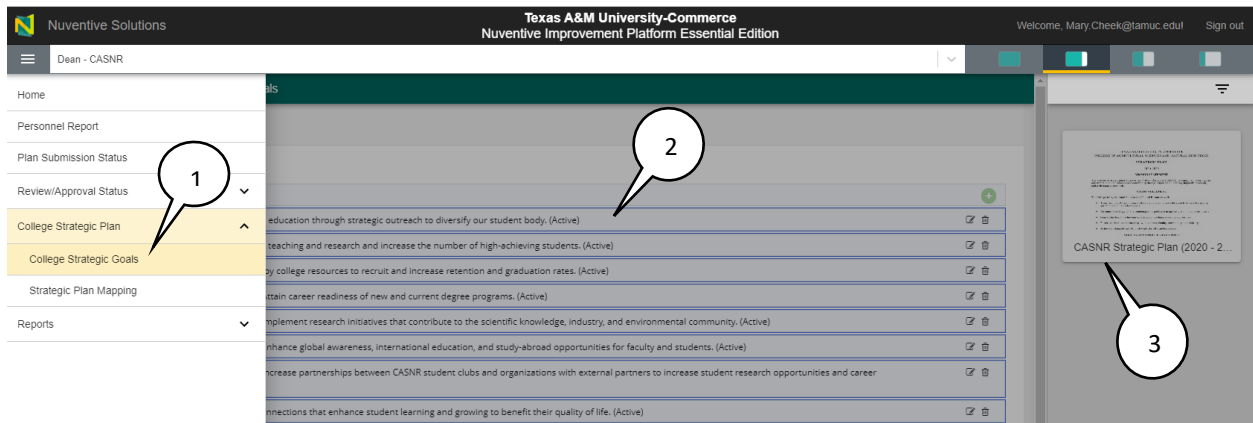 Nuventive Solutions
Texas A&M University-Commerce
Nuventive Improvement Platform Essential Edition
Welcome, Mary.Cheek@tamuc.edu!
Sign out
Dean - CASNR
Home
Personnel Report
Plan Submission Status
Review/Approval Status
College Strategic Plan
College Strategic Goals
Strategic Plan Mapping
Reports
1
als
2
education through strategic outreach to diversify our student body. (Active)
teaching and research and increase the number of high-achieving students. (Active)
by college resources to recruit and increase retention and graduation rates. (Active)
ttain career readiness of new and current degree programs. (Active)
mplement research initiatives that contribute to the scientific knowledge, industry, and environmental community. (Active)
nhance global awareness, international education, and study-abroad opportunities for faculty and students. (Active)
ncrease partnerships between CASNR student clubs and organizations with external partners to increase student research opportunities and career
nnections that enhance student learning and growing to benefit their quality of life. (Active)
CASNR Strategic Plan (2020 - 2...
3